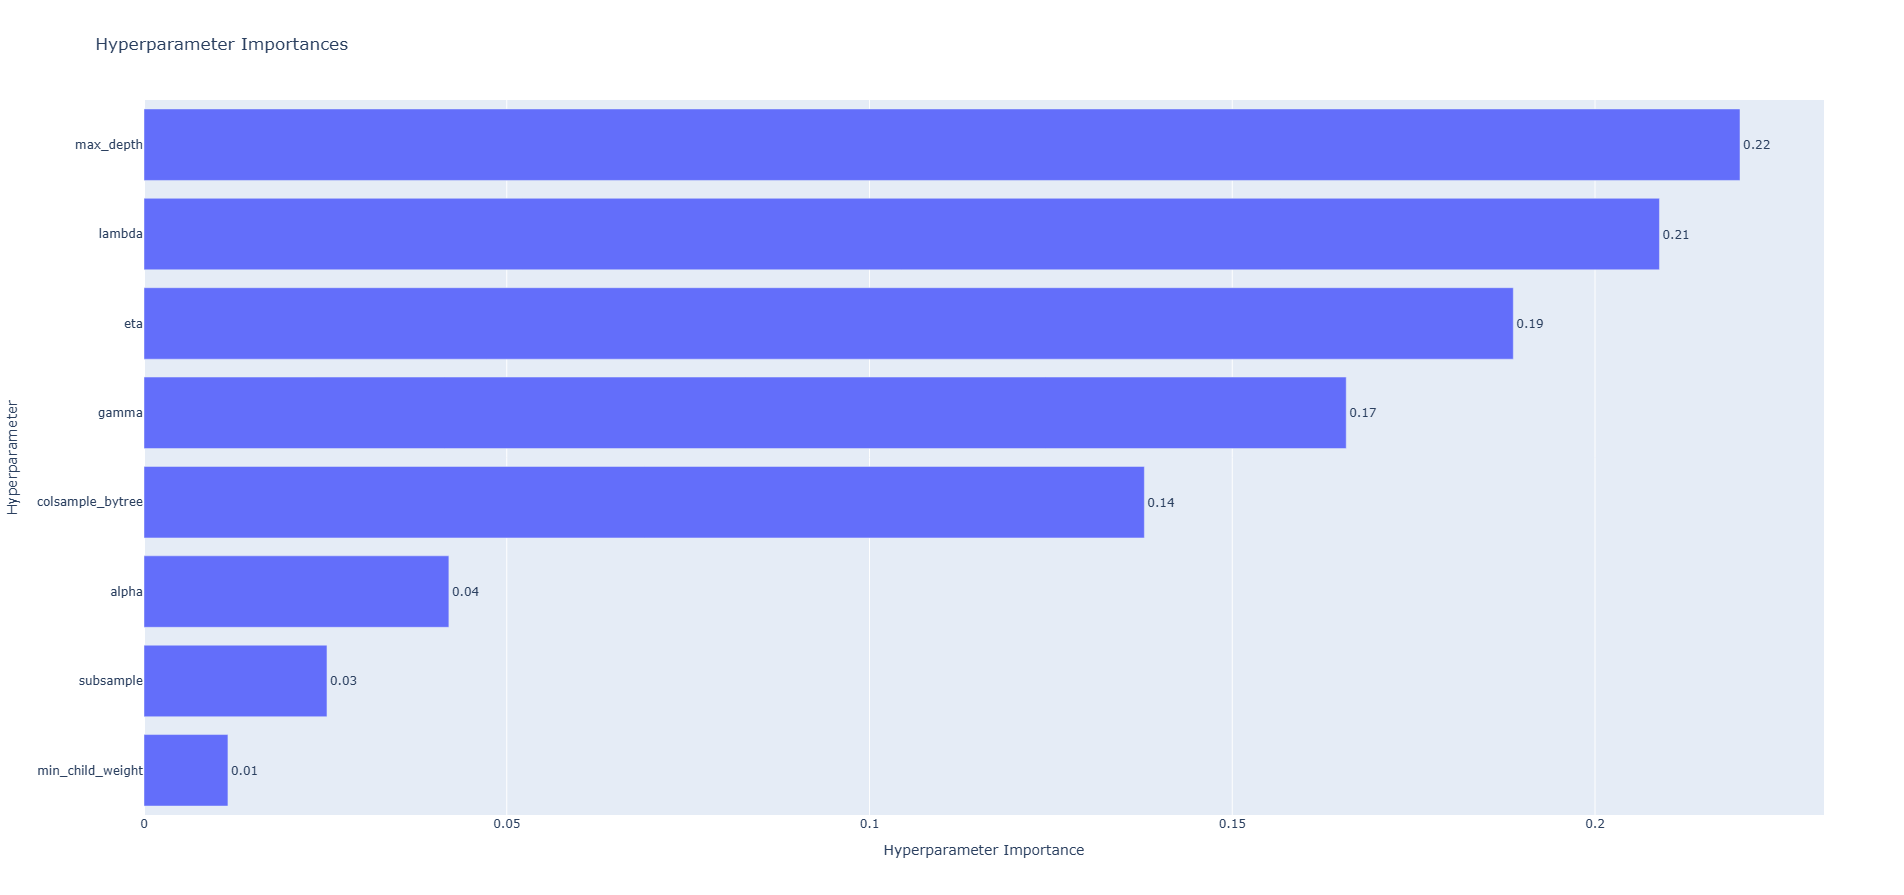 Hyperparameter Importances
Hyperparameter
max_depth
0.22
lambda
0.21
eta
0.19
gamma
0.17
colsample_bytree
0.14
alpha
0.04
subsample
0.03
min_child_weight
0.01
0 0.05 0.1 0.15 0.2
Hyperparameter Importance